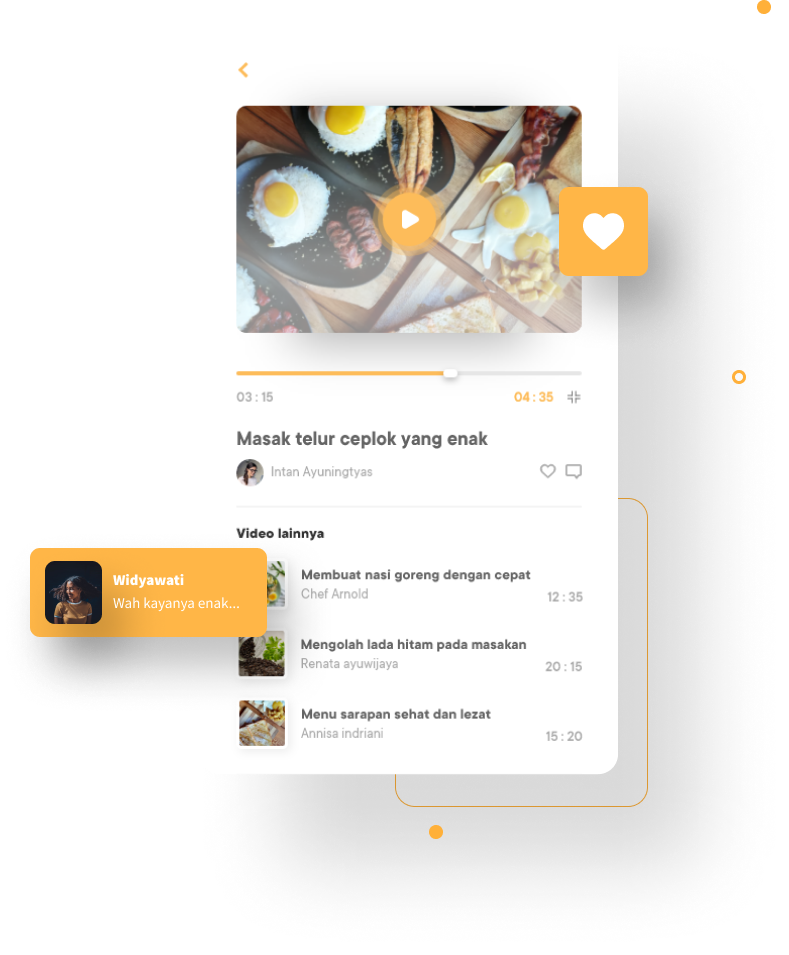 03 : 15
04 : 35
Masak telur ceplok yang enak
Intan Ayuningtyas
Video lainnya
Widyawati
Wah kayanya enak...
Membuat nasi goreng dengan cepat
Chef Arnold
12 : 35
Mengolah lada hitam pada masakan
Renata ayuwijaya
20 : 15
Menu sarapan sehat dan lezat
Annisa indriani
15 : 20